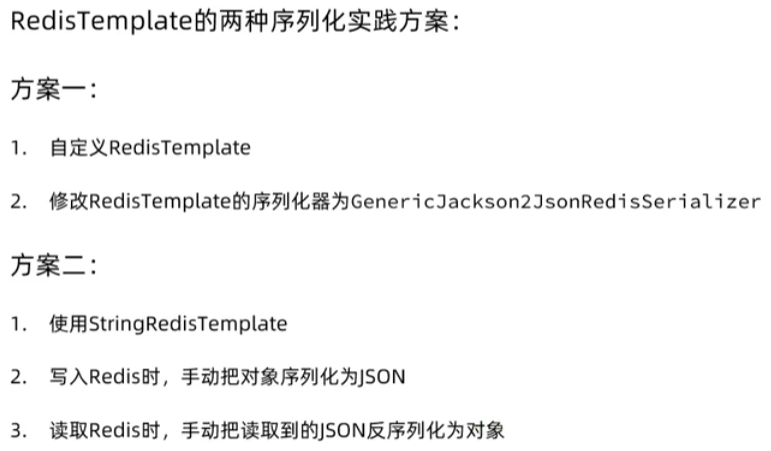 RedisTemplate的两种序列化实践方案：
方案一：
1. 自定义RedisTemplate
2. 修改RedisTemplate的序列化器为GenericJackson2JsonRedisSerializer
方案二：
1. 使用StringRedisTemplate
2. 写入Redis时，手动把对象序列化为JSON
3. 读取Redis时，手动把读取到的JSON反序列化为对象